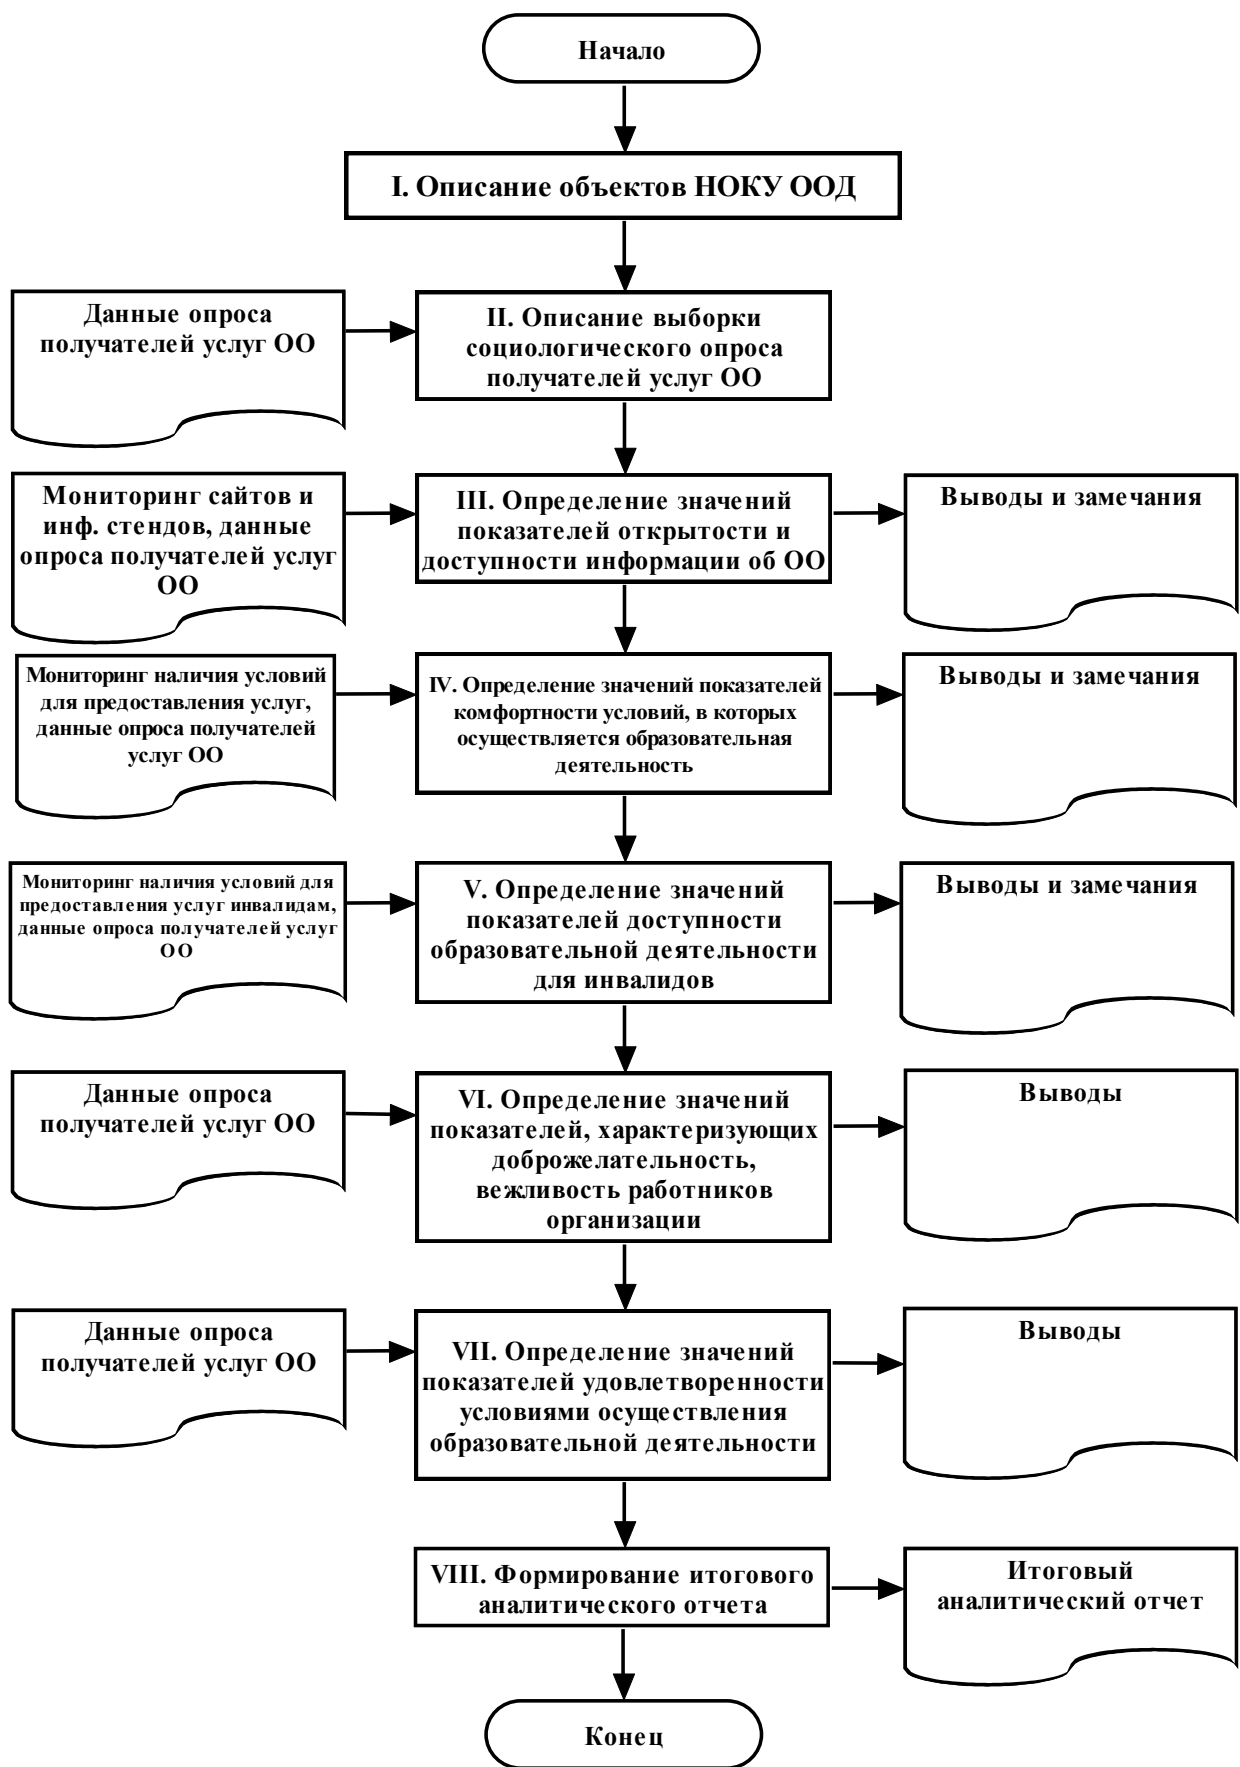 Начало
I. Описание объектов НОКУ ООД
Данные опроса
получателей услуг ОО
II. Описание выборки
социологического опроса
получателей услуг ОО
Мониторинг сайтов и
инф. стендов, данные
опроса получателей услуг
ОО
III. Определение значений
показателей открытости и
доступности информации об ОО
Выводы и замечания
Мониторинг наличия условий
для предоставления услуг,
данные опроса получателей
услуг ОО
IV. Определение значений показателей
комфортности условий, в которых
осуществляется образовательная
деятельность
Выводы и замечания
Мониторинг наличия условий для
предоставления услуг инвалидам,
данные опроса получателей услуг
ОО
V. Определение значений
показателей доступности
образовательной деятельности
для инвалидов
Выводы и замечания
Данные опроса
получателей услуг ОО
VI. Определение значений
показателей, характеризующих
доброжелательность,
вежливость работников
организации
Выводы
Данные опроса
получателей услуг ОО
VII. Определение значений
показателей удовлетворенности
условиями осуществления
образовательной деятельности
Выводы
VIII. Формирование итогового
аналитического отчета
Итоговый
аналитический отчет
Конец